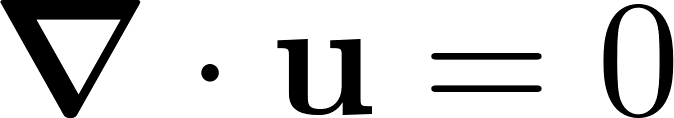 ∇ · u = 0